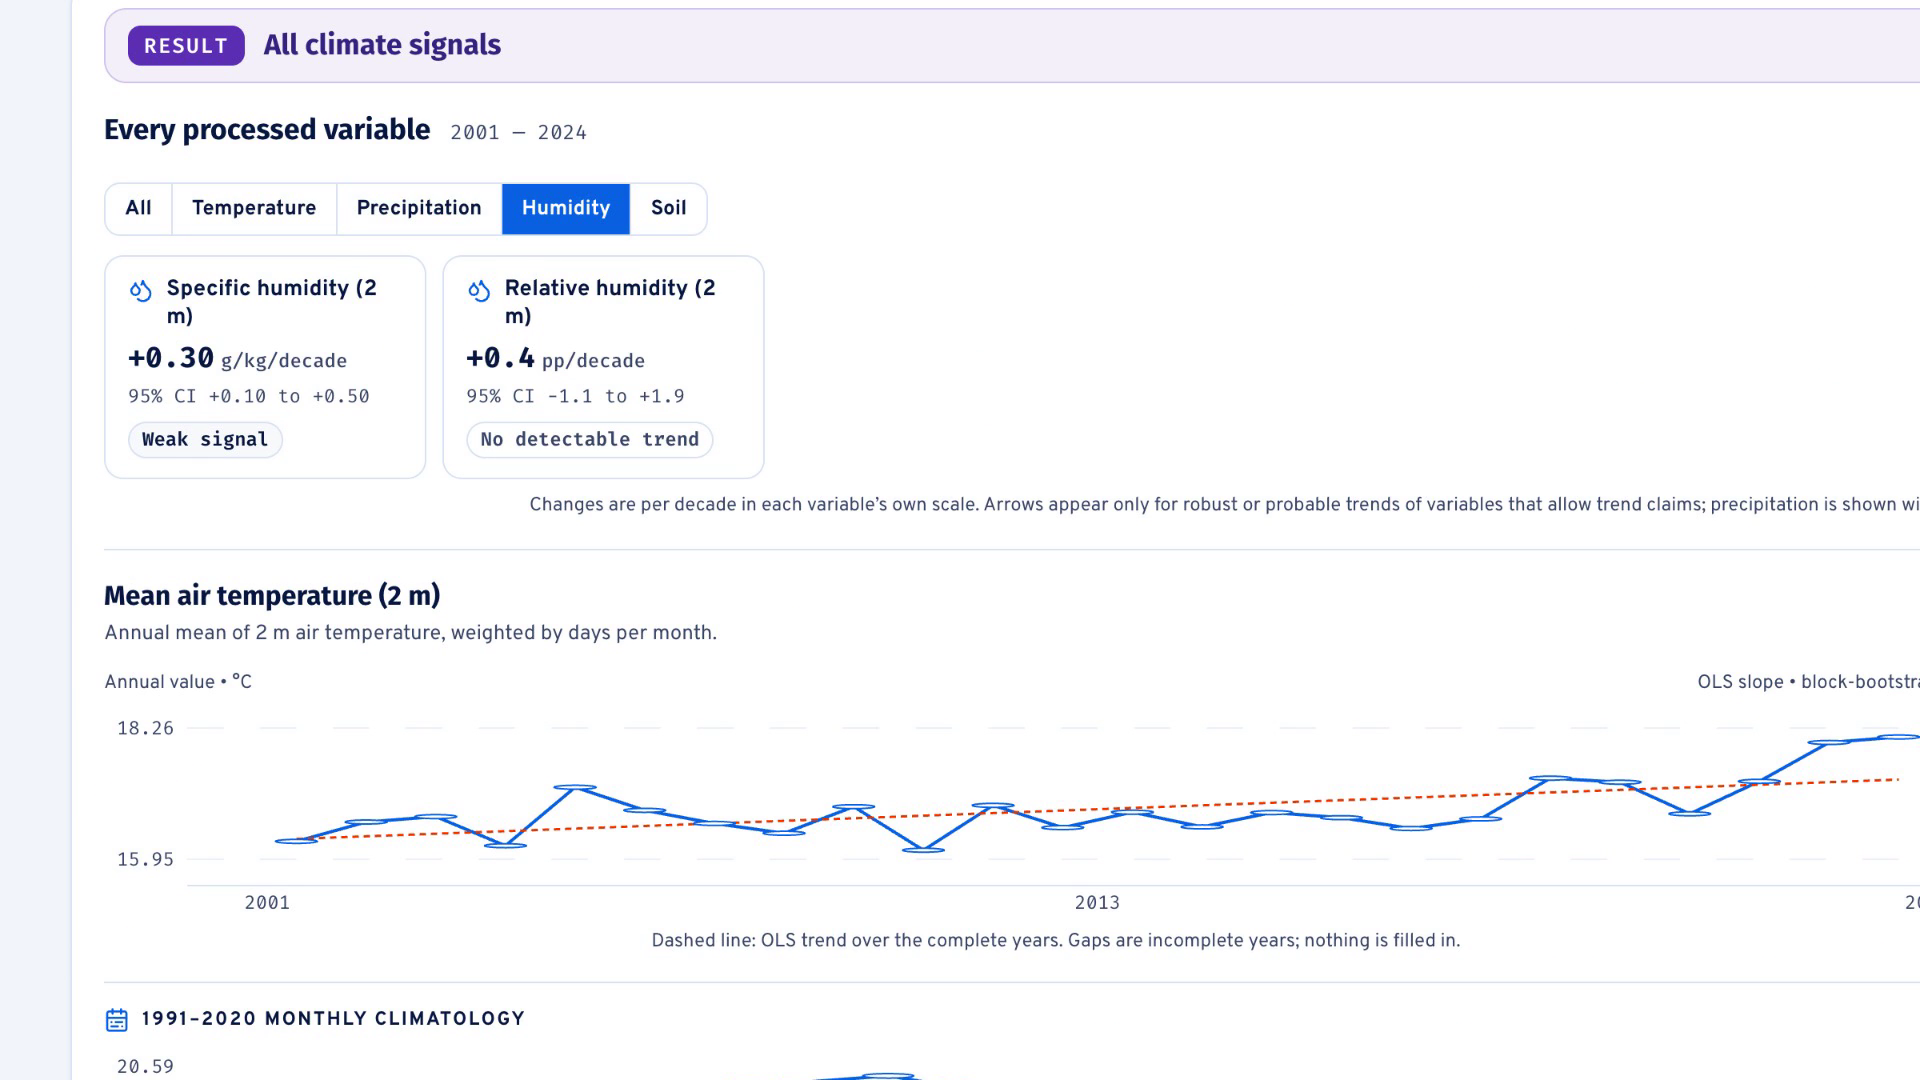 RESULT All climate signals
Every processed variable 2001 — 2024
All Temperature Precipitation Humidity Soil
Specific humidity (2 m)
+0.30 g/kg/decade
95% CI +0.10 to +0.50
Weak signal
Relative humidity (2 m)
+0.4 pp/decade
95% CI -1.1 to +1.9
No detectable trend
Changes are per decade in each variable’s own scale. Arrows appear only for robust or probable trends of variables that allow trend claims; precipitation is shown
Mean air temperature (2 m)
Annual mean of 2 m air temperature, weighted by days per month.
Annual value • °C
OLS slope •
18.26
15.95
2001 2013
Dashed line: OLS trend over the complete years. Gaps are incomplete years; nothing is filled in.
1991–2020 MONTHLY CLIMATOLOGY
20.59